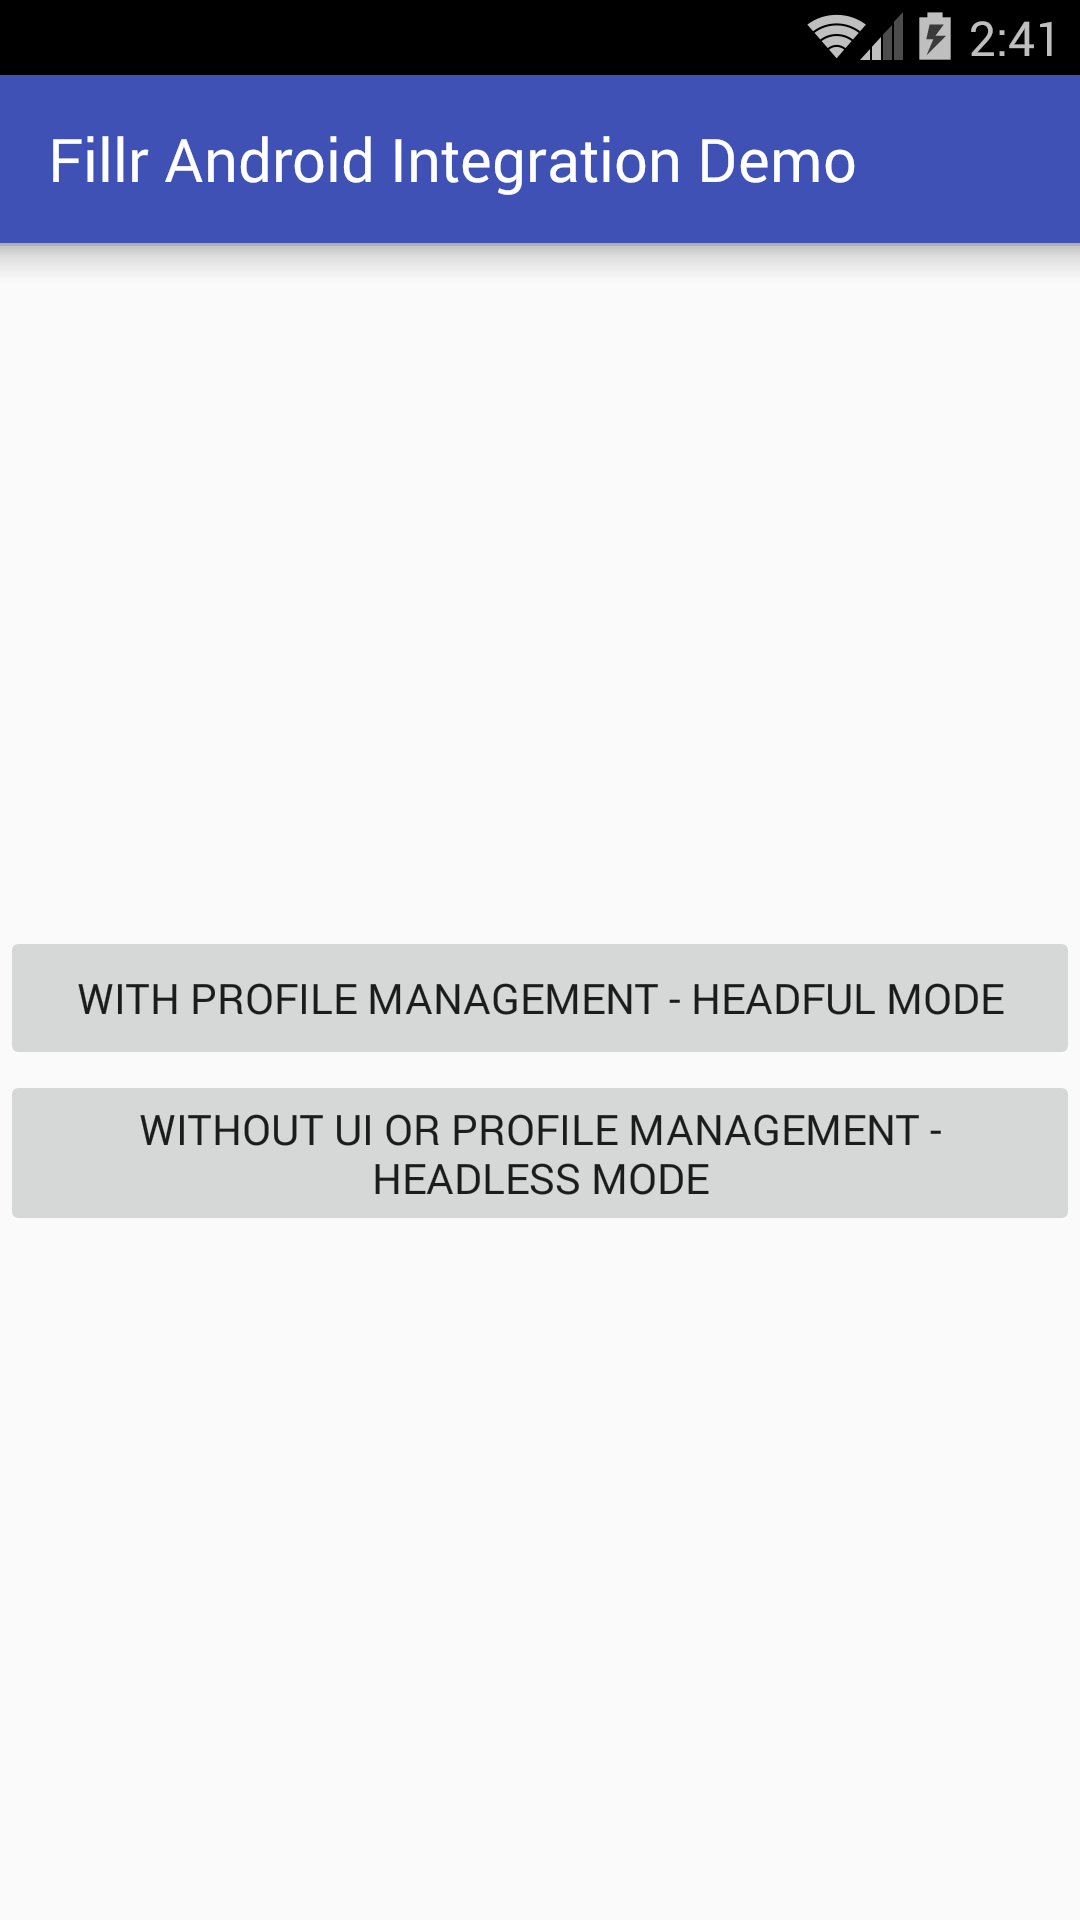 2:41
Fillr Android Integration Demo
WITH PROFILE MANAGEMENT - HEADFUL MODE
WITHOUT UI OR PROFILE MANAGEMENT -
HEADLESS MODE